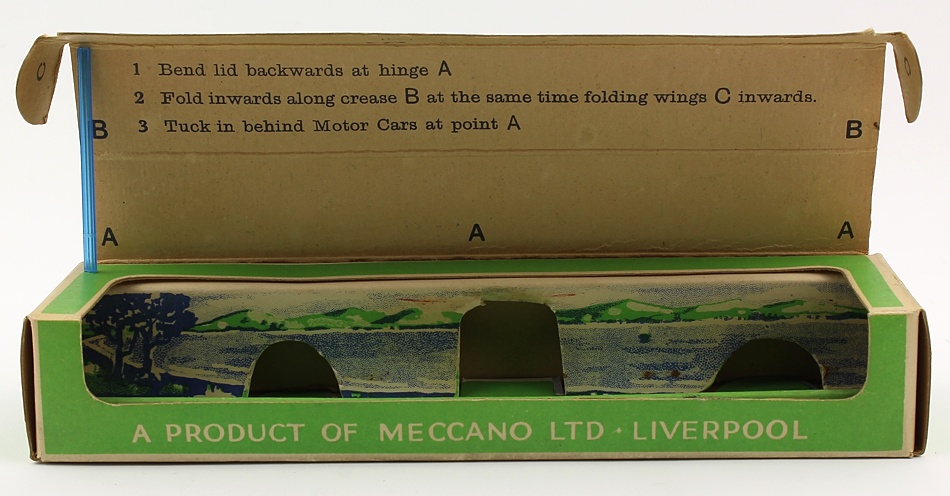 1 Bend lid backwards at hinge A
2 Fold inwards along crease B at the same time folding wings C inwards.
3 Tuck in behind Motor Cars at point A
C
C
B
B
A
A
A
A PRODUCT OF MECCANO LTD · LIVERPOOL